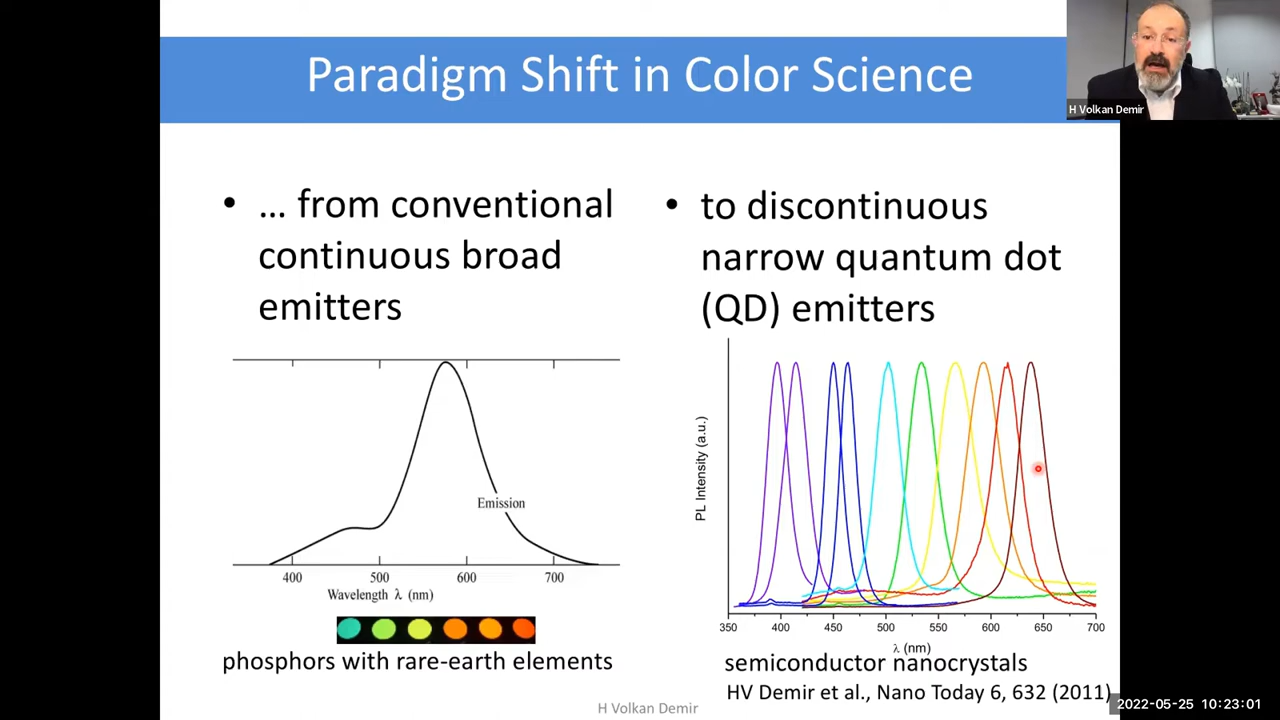 Paradigm Shift in Color Science
H Volkan Demir
• … from conventional
continuous broad
emitters
Emission
400 500 600 700
Wavelength λ (nm)
phosphors with rare-earth elements
• to discontinuous
narrow quantum dot
(QD) emitters
PL Intensity (a.u.)
350 400 450 500 550 600 650 700
λ (nm)
semiconductor nanocrystals
HV Demir et al., Nano Today 6, 632 (2011)
H Volkan Demir
2022-05-25 10:23:01